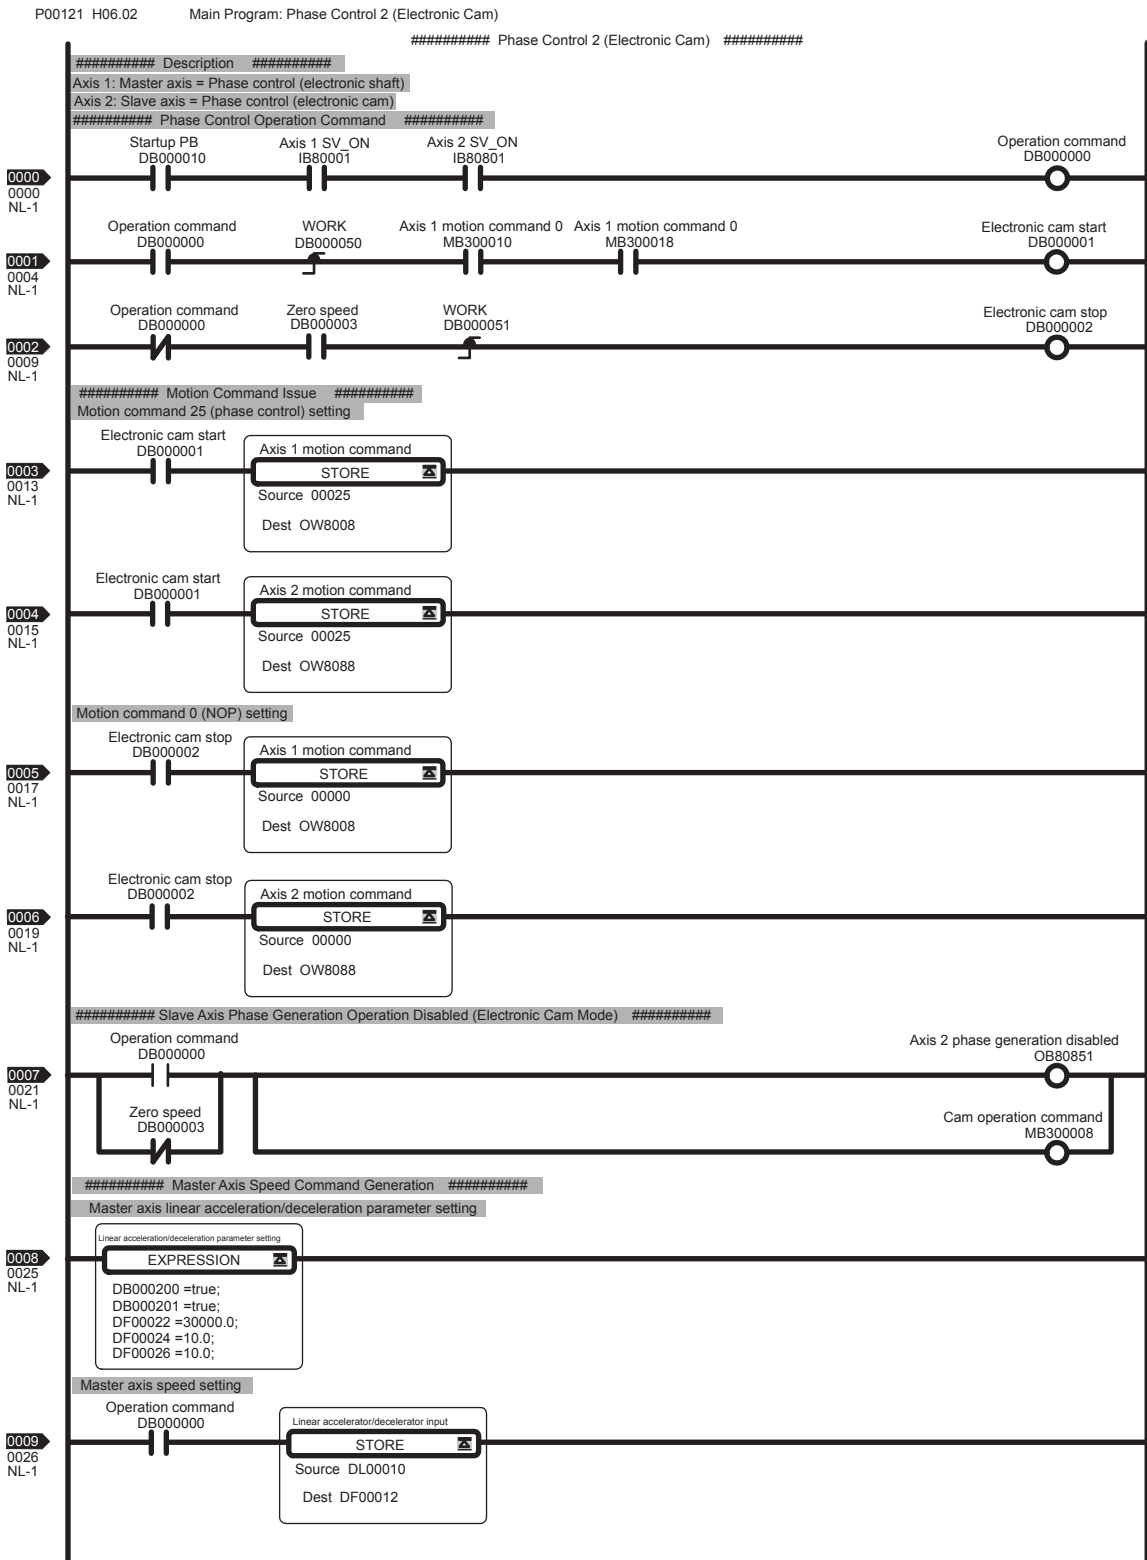 P00121 H06.02 Main Program: Phase Control 2 (Electronic Cam)
########## Phase Control 2 (Electronic Cam) ##########
########## Description ##########
Axis 1: Master axis = Phase control (electronic shaft)
Axis 2: Slave axis = Phase control (electronic cam)
########## Phase Control Operation Command ##########
Startup PB Axis 1 SV_ON Axis 2 SV_ON Operation command
DB000010 IB80001 IB80801 DB000000
0000
0000
NL-1
Operation command WORK Axis 1 motion command 0 Axis 1 motion command 0 Electronic cam start
DB000000 DB000050 MB300010 MB300018 DB000001
0001
0004
NL-1
Operation command Zero speed WORK Electronic cam stop
DB000000 DB000003 DB000051 DB000002
0002
0009
NL-1
########## Motion Command Issue ##########
Motion command 25 (phase control) setting
Electronic cam start
DB000001 Axis 1 motion command
0003 STORE
0013
NL-1
Source 00025
Dest OW8008
Electronic cam start
DB000001 Axis 2 motion command
0004 STORE
0015
NL-1
Source 00025
Dest OW8088
Motion command 0 (NOP) setting
Electronic cam stop
DB000002 Axis 1 motion command
0005 STORE
0017
NL-1
Source 00000
Dest OW8008
Electronic cam stop
DB000002 Axis 2 motion command
0006 STORE
0019
NL-1
Source 00000
Dest OW8088
########## Slave Axis Phase Generation Operation Disabled (Electronic Cam Mode) ##########
Operation command Axis 2 phase generation disabled
DB000000 OB80851
0007
0021
NL-1
Zero speed Cam operation command
DB000003 MB300008
########## Master Axis Speed Command Generation ##########
Master axis linear acceleration/deceleration parameter setting
Linear acceleration/deceleration parameter setting
0008 EXPRESSION
0025
NL-1
DB000200 =true;
DB000201 =true;
DF00022 =30000.0;
DF00024 =10.0;
DF00026 =10.0;
Master axis speed setting
Operation command
DB000000 Linear accelerator/decelerator input
0009 STORE
0026
NL-1
Source DL00010
Dest DF00012